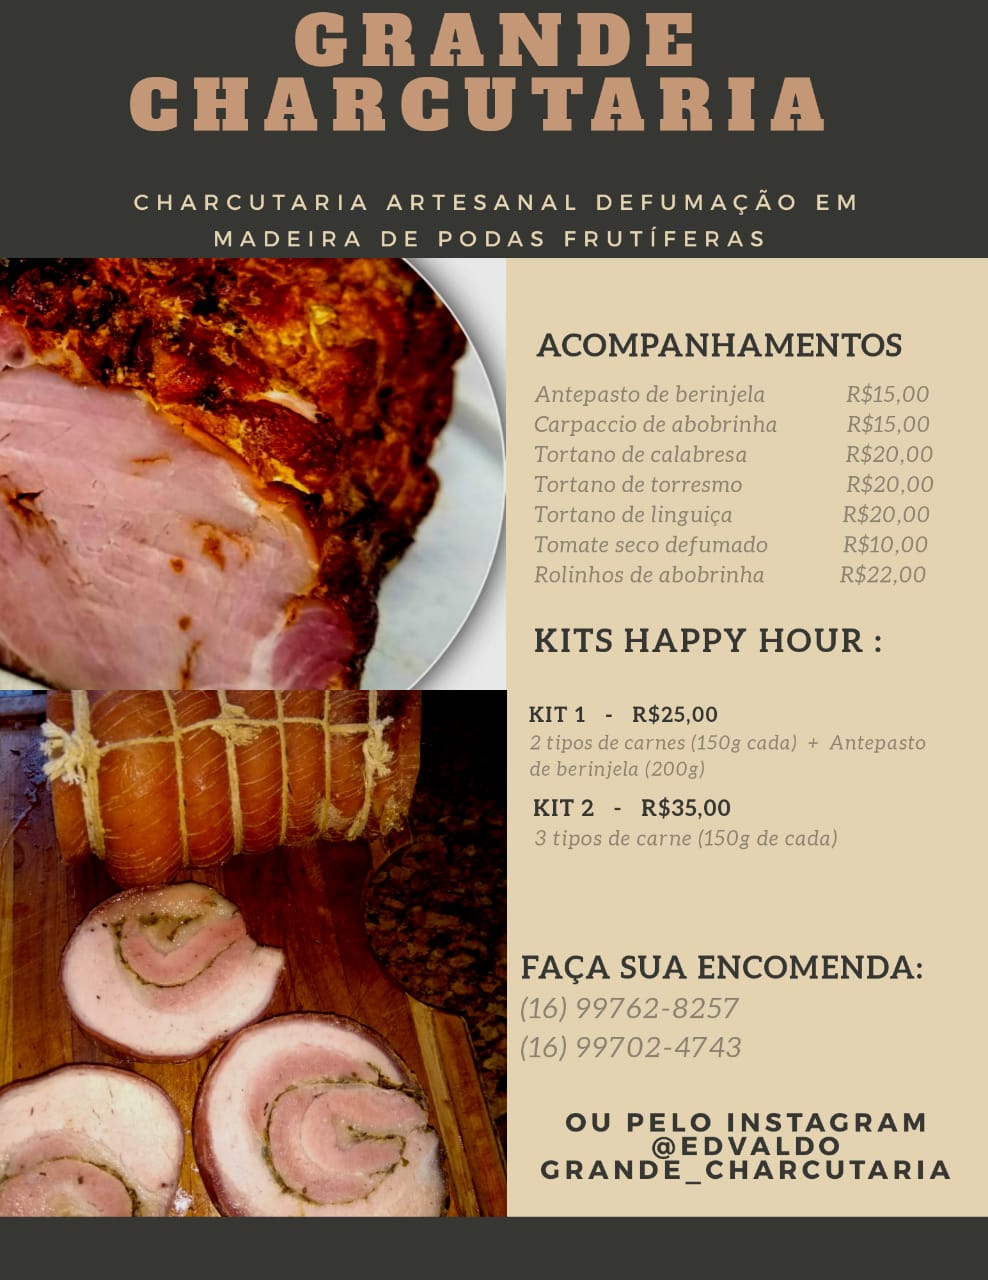 GRANDE
CHARCUTARIA
CHARCUTARIA ARTESANAL DEFUMAÇÃO EM
MADEIRA DE PODAS FRUTÍFERAS
ACOMPANHAMENTOS
Antepasto de berinjela R$15,00
Carpaccio de abobrinha R$15,00
Tortano de calabresa R$20,00
Tortano de torresmo R$20,00
Tortano de linguiça R$20,00
Tomate seco defumado R$10,00
Rolinhos de abobrinha R$22,00
KITS HAPPY HOUR :
KIT 1 - R$25,00
2 tipos de carnes (150g cada) + Antepasto
de berinjela (200g)
KIT 2 - R$35,00
3 tipos de carne (150g de cada)
FAÇA SUA ENCOMENDA:
(16) 99762-8257
(16) 99702-4743
OU PELO INSTAGRAM
@EDVALDO
GRANDE_CHARCUTARIA